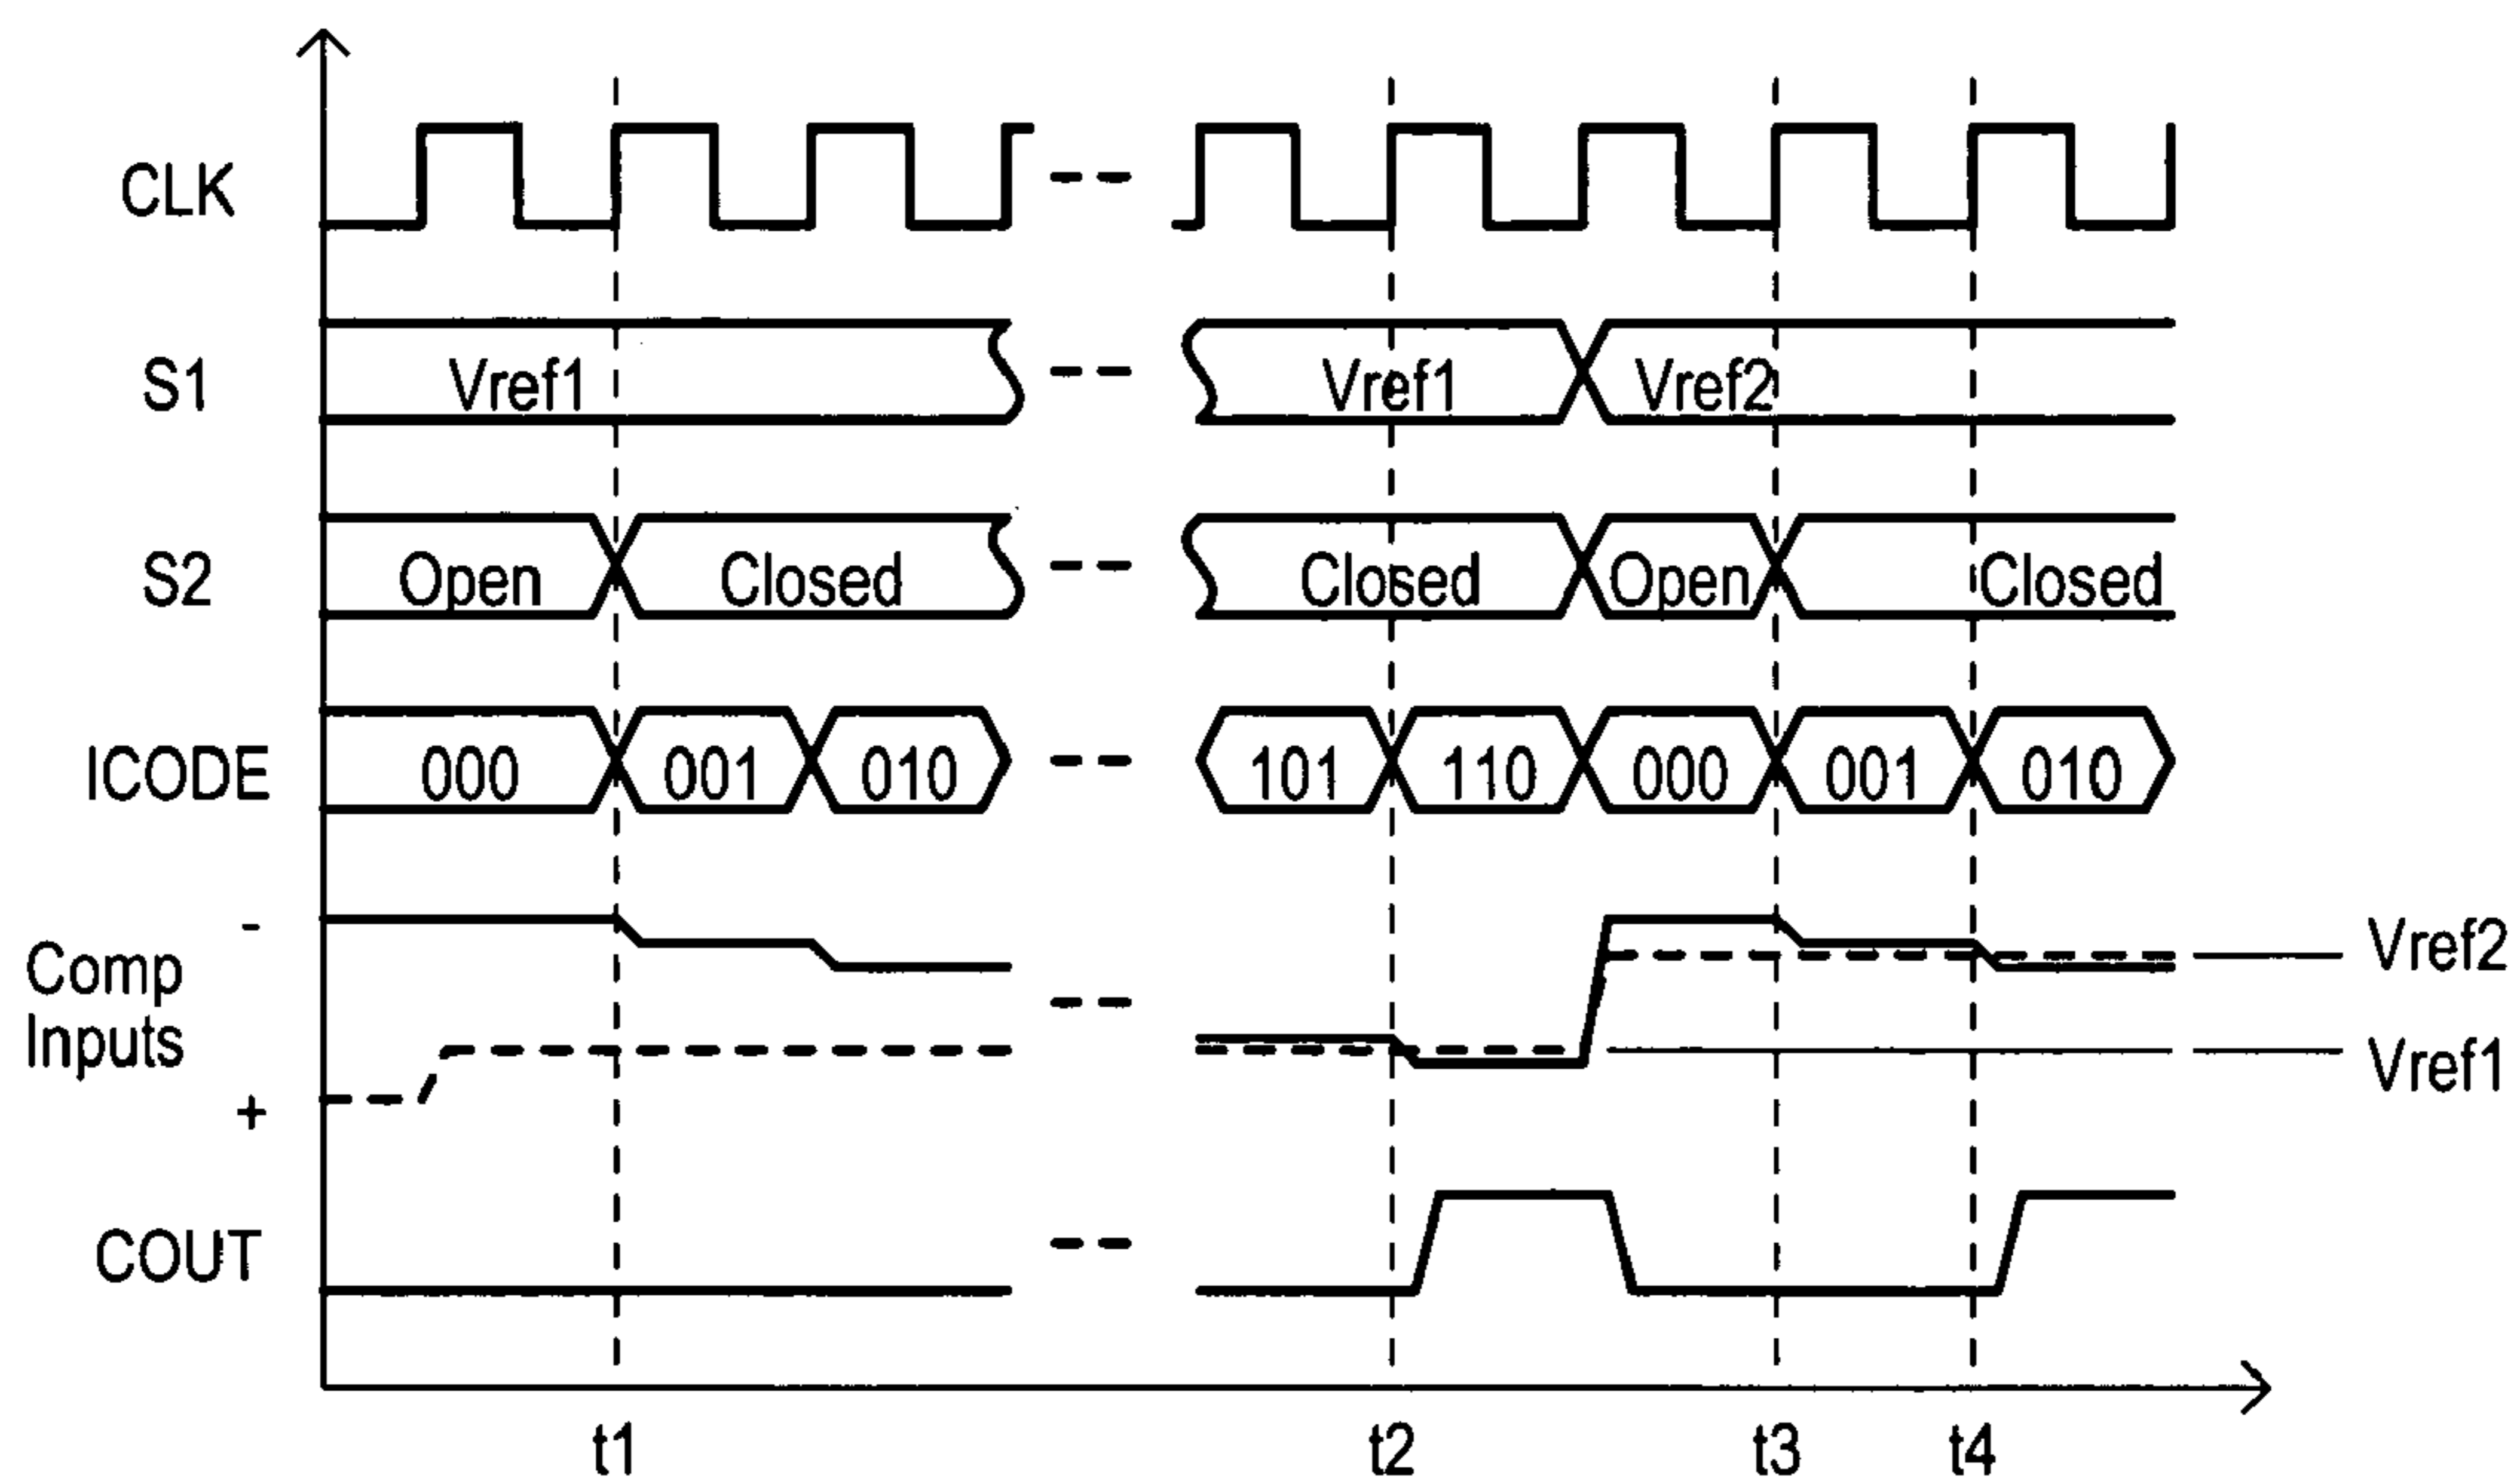 CLK
S1
Vref1
Vref1
Vref2
S2
Open
Closed
Closed
Open
Closed
ICODE
000
001
010
101
110
000
001
010
-
Comp
Inputs
+
Vref2
Vref1
COUT
t1
t2
t3
t4